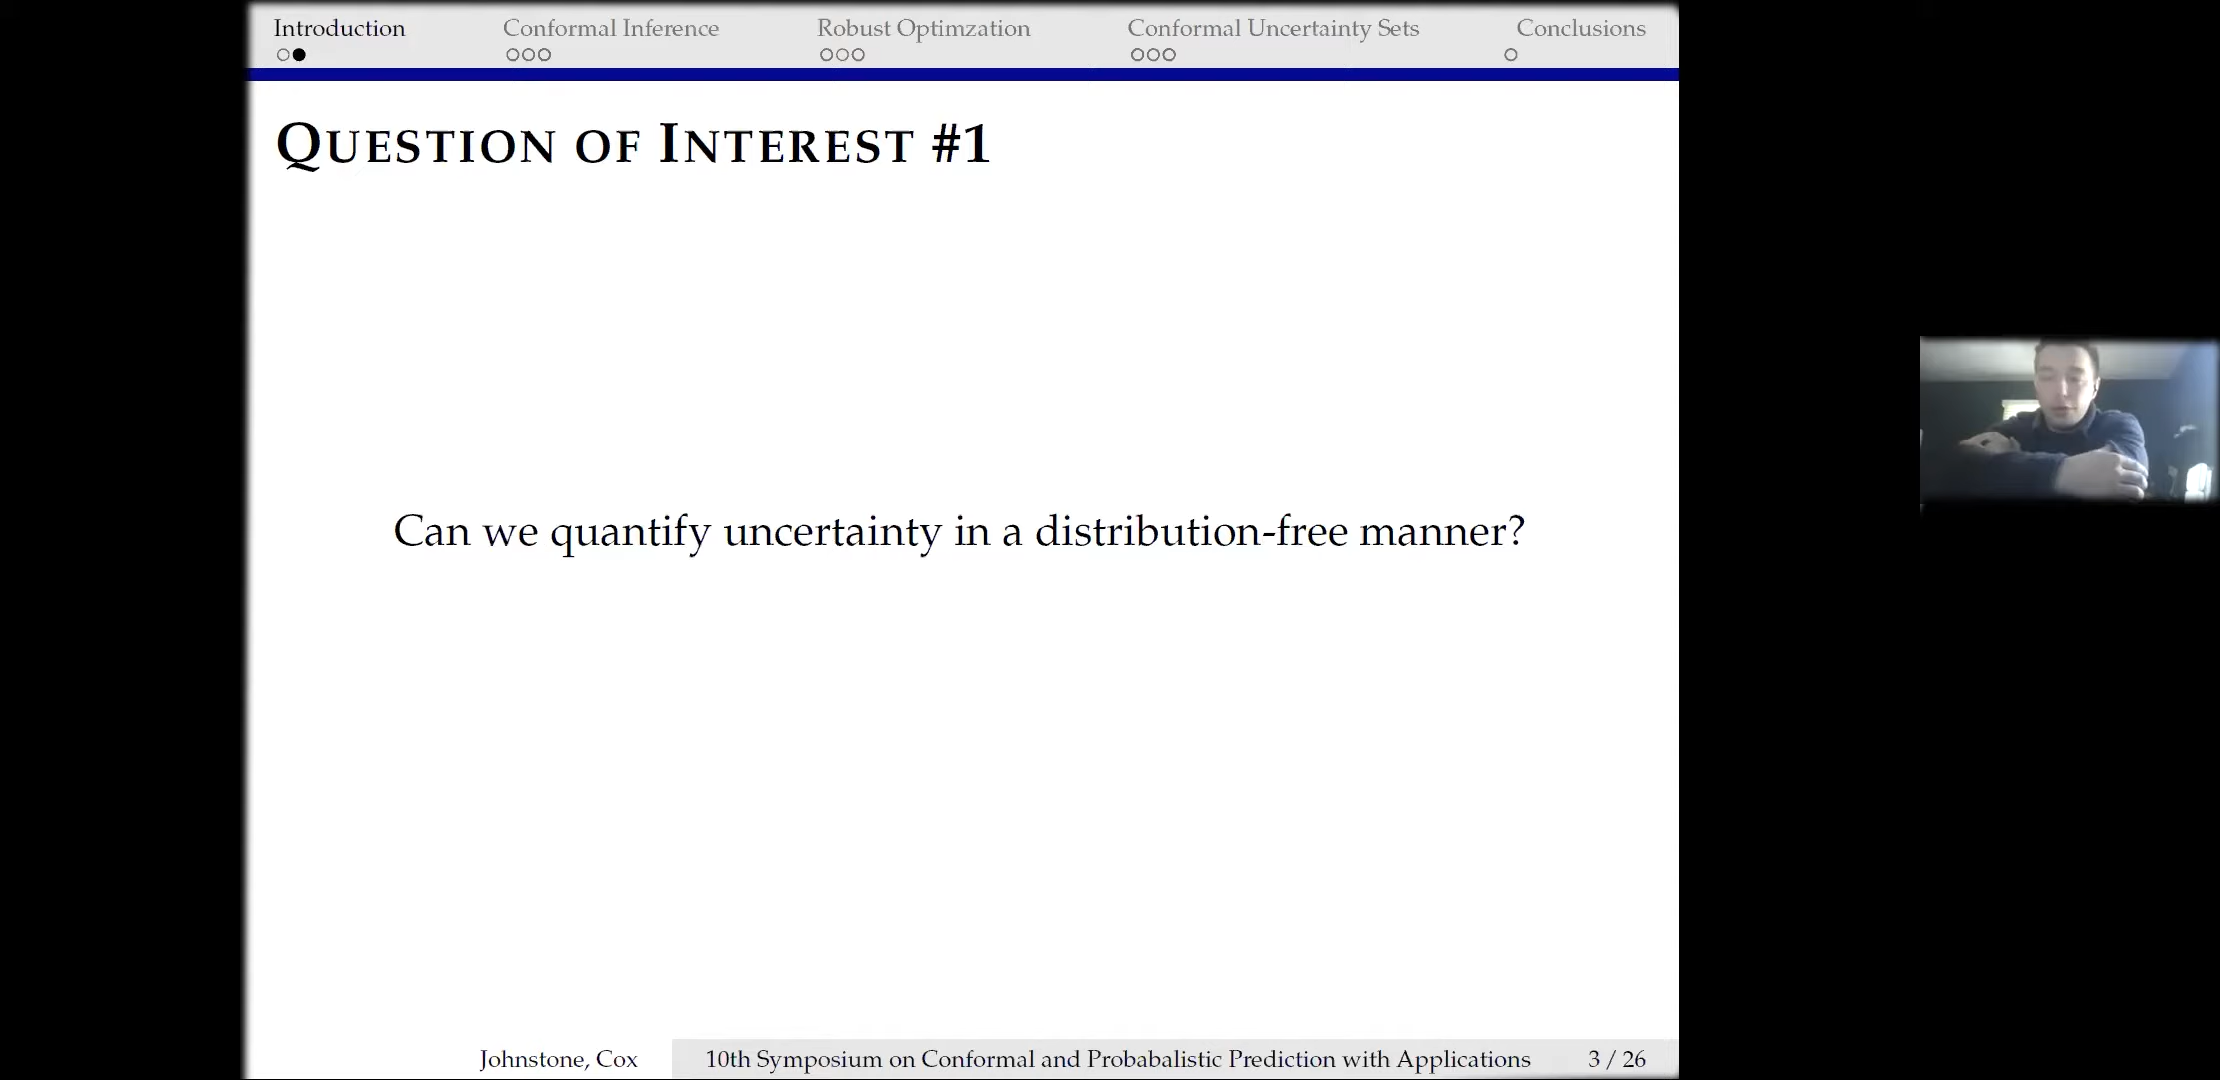 Introduction Conformal Inference Robust Optimzation Conformal Uncertainty Sets Conclusions
QUESTION OF INTEREST #1
Can we quantify uncertainty in a distribution-free manner?
Johnstone, Cox 10th Symposium on Conformal and Probabalistic Prediction with Applications 3 / 26